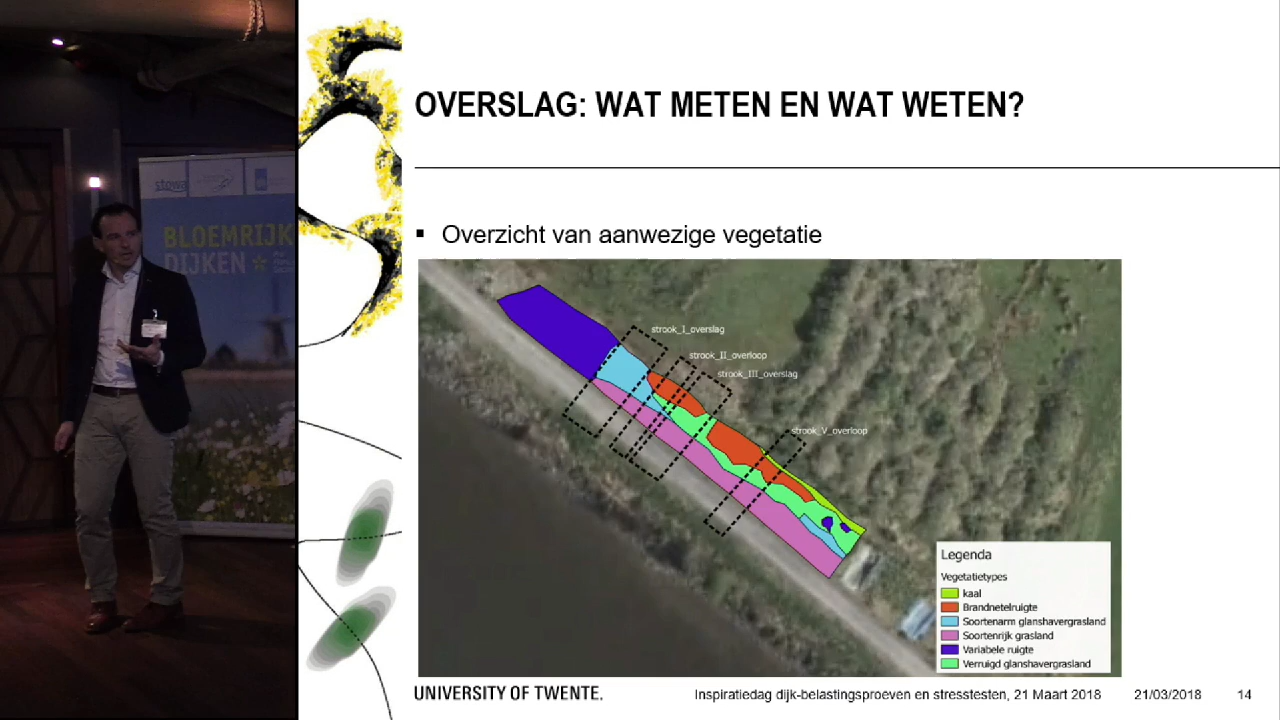 OVERSLAG: WAT METEN EN WAT WETEN?
▪ Overzicht van aanwezige vegetatie
stowa
BLOEMRIJK
DIJKEN
strook_I_overslag
strook_II_overloop
strook_III_overslag
strook_V_overloop
Legenda
Vegetatietypes
kaal
Brandnetelruigte
Soortenarm glanshavergrasland
Soortenrijk grasland
Variabele ruigte
Verruigd glanshavergrasland
UNIVERSITY OF TWENTE.
Inspiratiedag dijk-belastingsproeven en stresstesten, 21 Maart 2018
21/03/2018
14